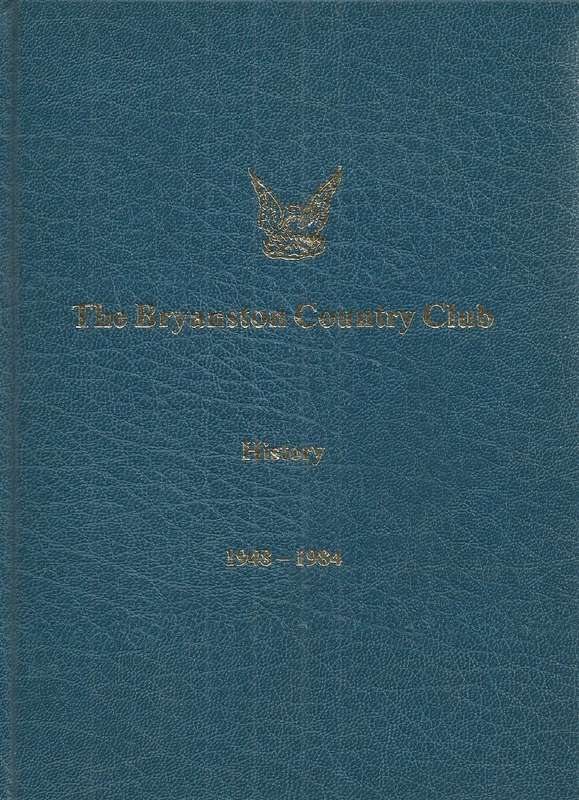 The Bryanston Country Club
History
1948 – 1984